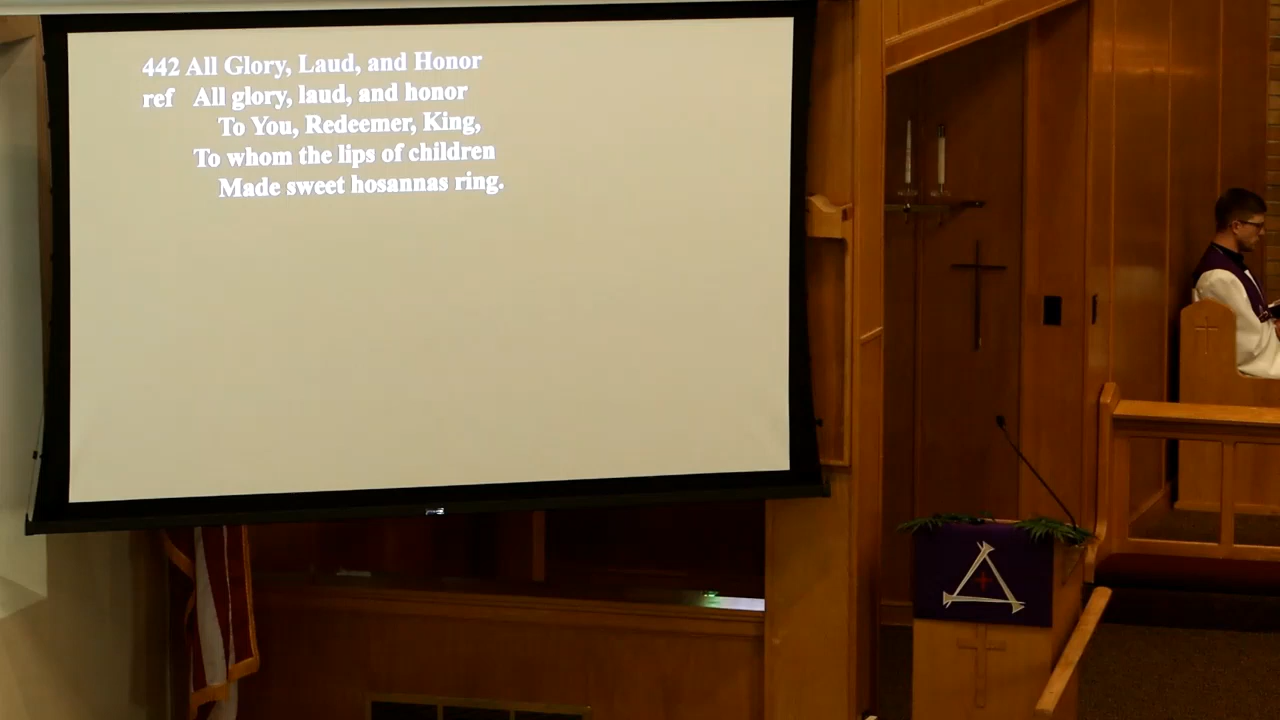 442 All Glory, Laud, and Honor
ref All glory, laud, and honor
To You, Redeemer, King,
To whom the lips of children
Made sweet hosannas ring.